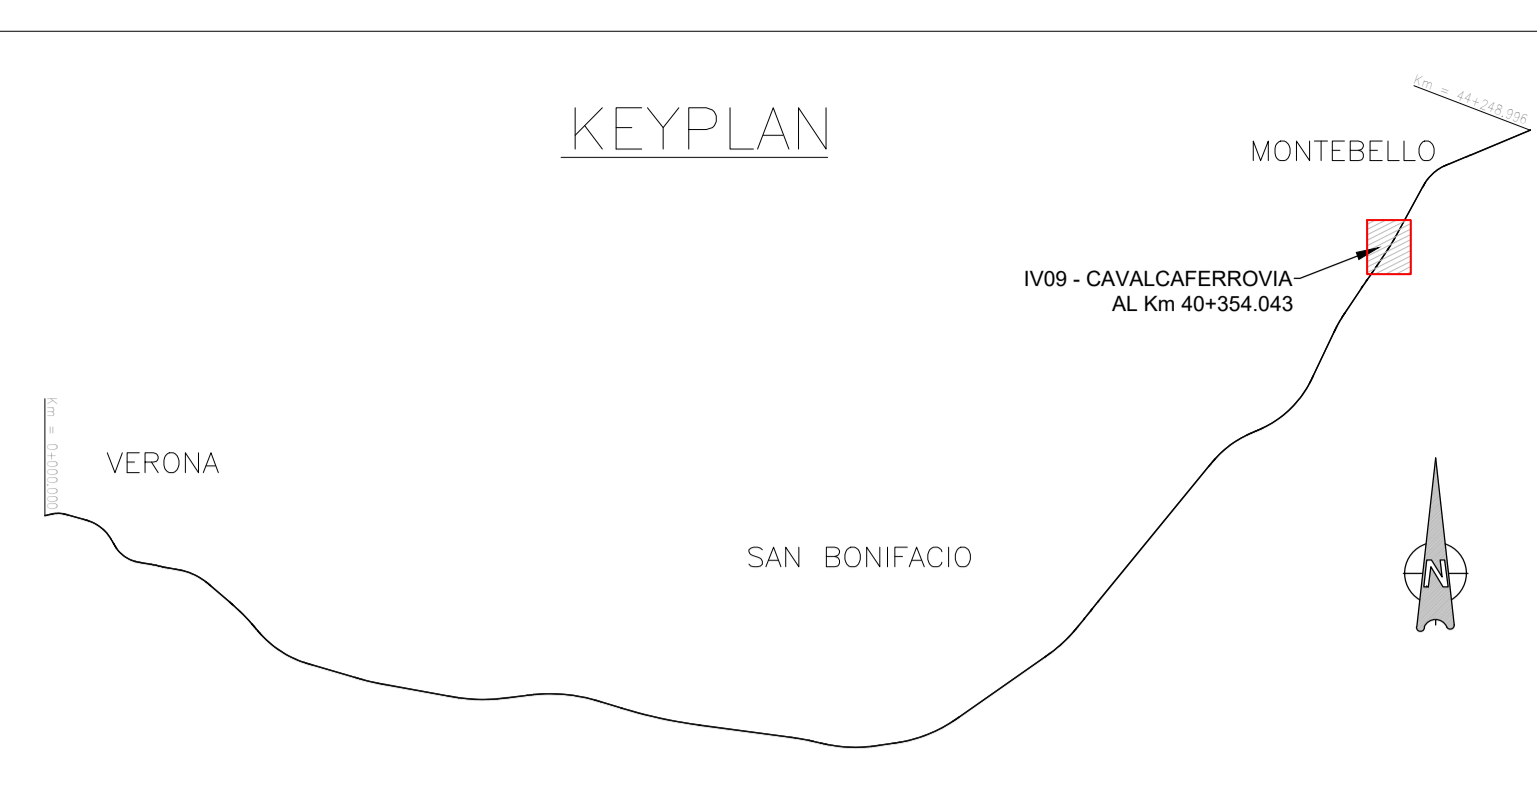 KEYPLAN
Km = 44+248.996
MONTEBELLO
IV09 - CAVALCAFERROVIA
AL Km 40+354.043
Km = 0+000.000
VERONA
SAN BONIFACIO
N